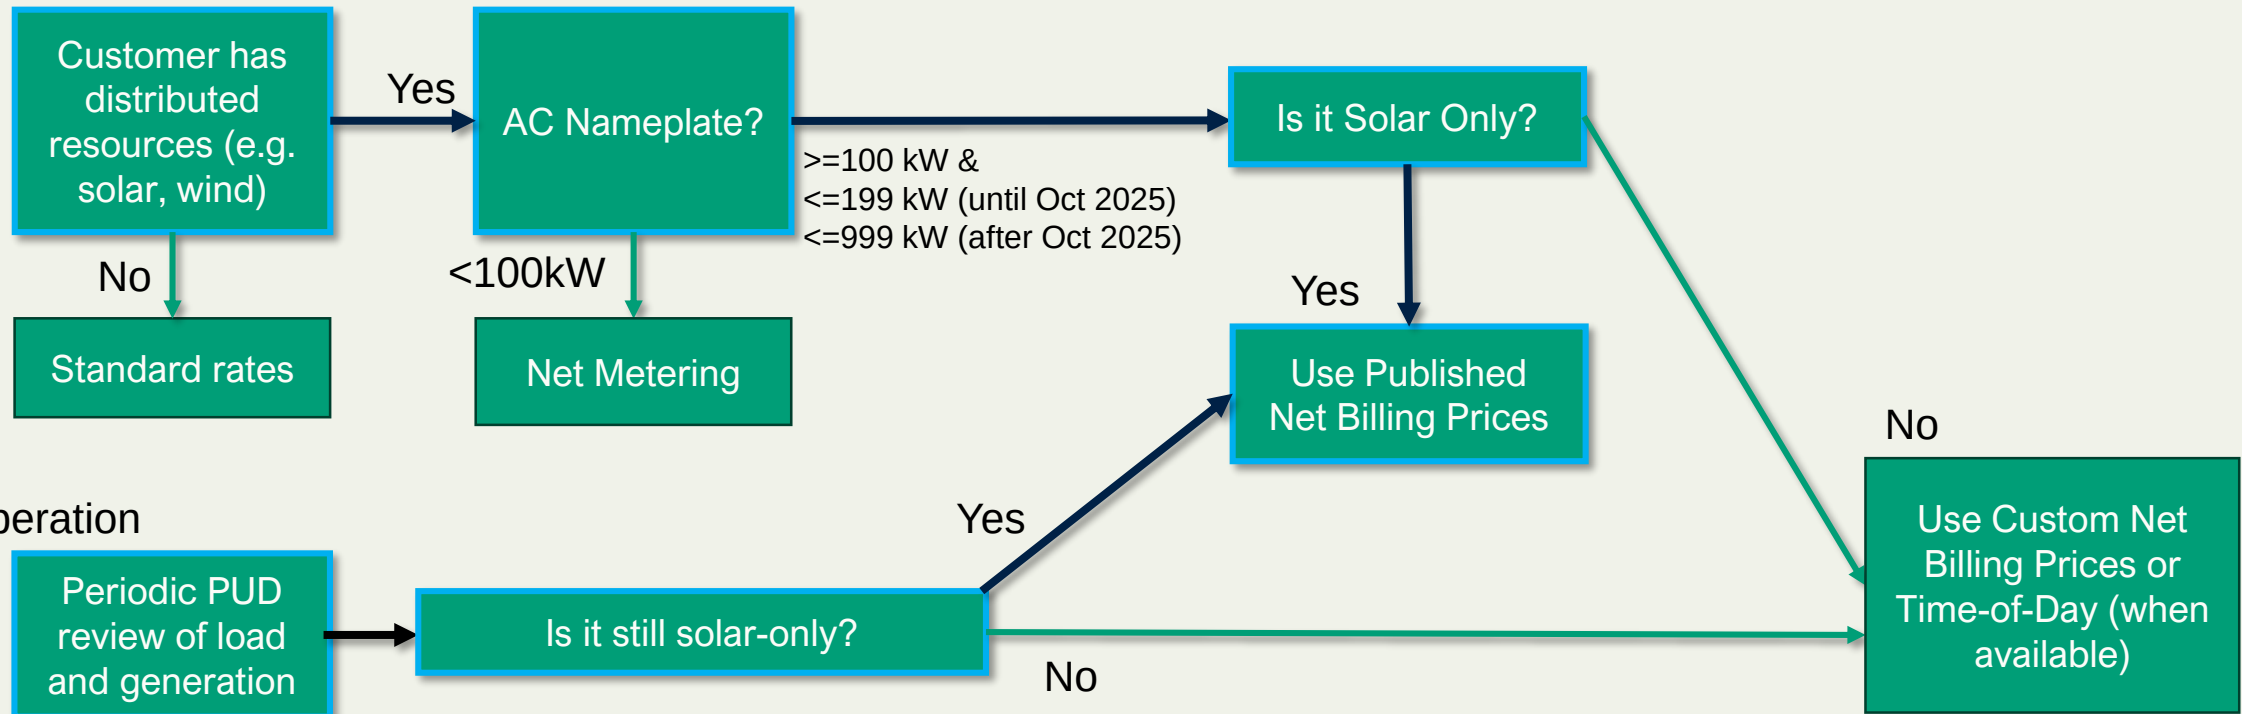 Customer has
distributed
resources (e.g.
solar, wind)
Yes
AC Nameplate?
>=100 kW &
<=199 kW (until Oct 2025)
<=999 kW (after Oct 2025)
Is it Solar Only?
No
<100kW
Yes
Standard rates
Net Metering
Use Published
Net Billing Prices
No
Use Custom Net
Billing Prices or
Time-of-Day (when
available)
peration
Periodic PUD
review of load
and generation
Is it still solar-only?
Yes
No